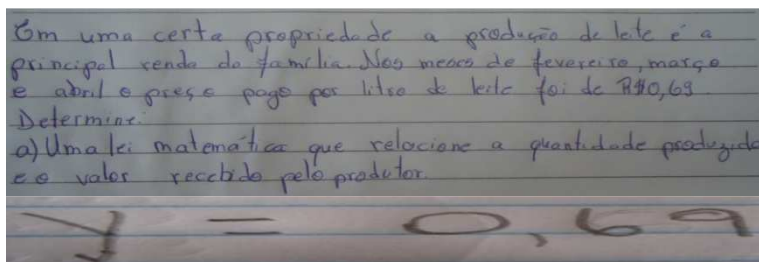 Em uma certa propriedade a produção de leite é a
principal renda da família. Nos meses de fevereiro, março
e abril o preço pago por litro de leite foi de R$0,69
Determine:
a) Uma lei matemática que relacione a quantidade produzida
e o valor recebido pelo produtor.
y = 0,69